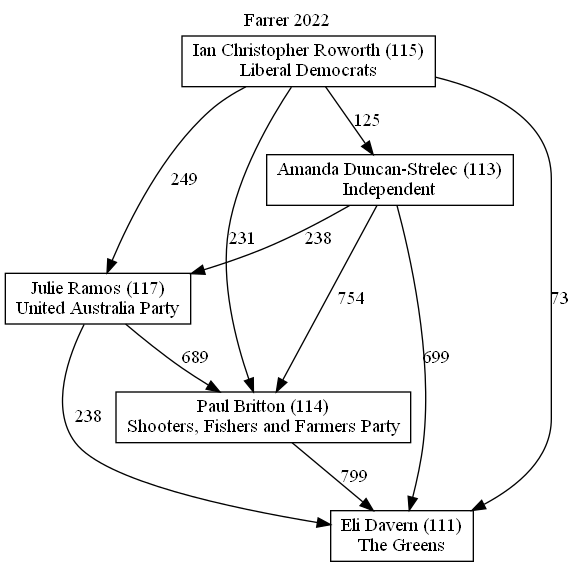 Farrer 2022
Ian Christopher Roworth (115)
Liberal Democrats
125
Amanda Duncan-Strelec (113)
Independent
249
231
238
Julie Ramos (117)
United Australia Party
754
73
689
699
Paul Britton (114)
Shooters, Fishers and Farmers Party
238
799
Eli Davern (111)
The Greens